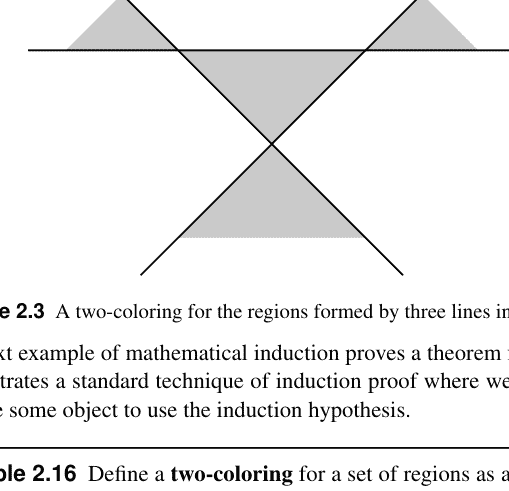 e 2.3 A two-coloring for the regions formed by three lines in
xt example of mathematical induction proves a theorem
trates a standard technique of induction proof where we
e some object to use the induction hypothesis.
ple 2.16 Define a two-coloring for a set of regions as a